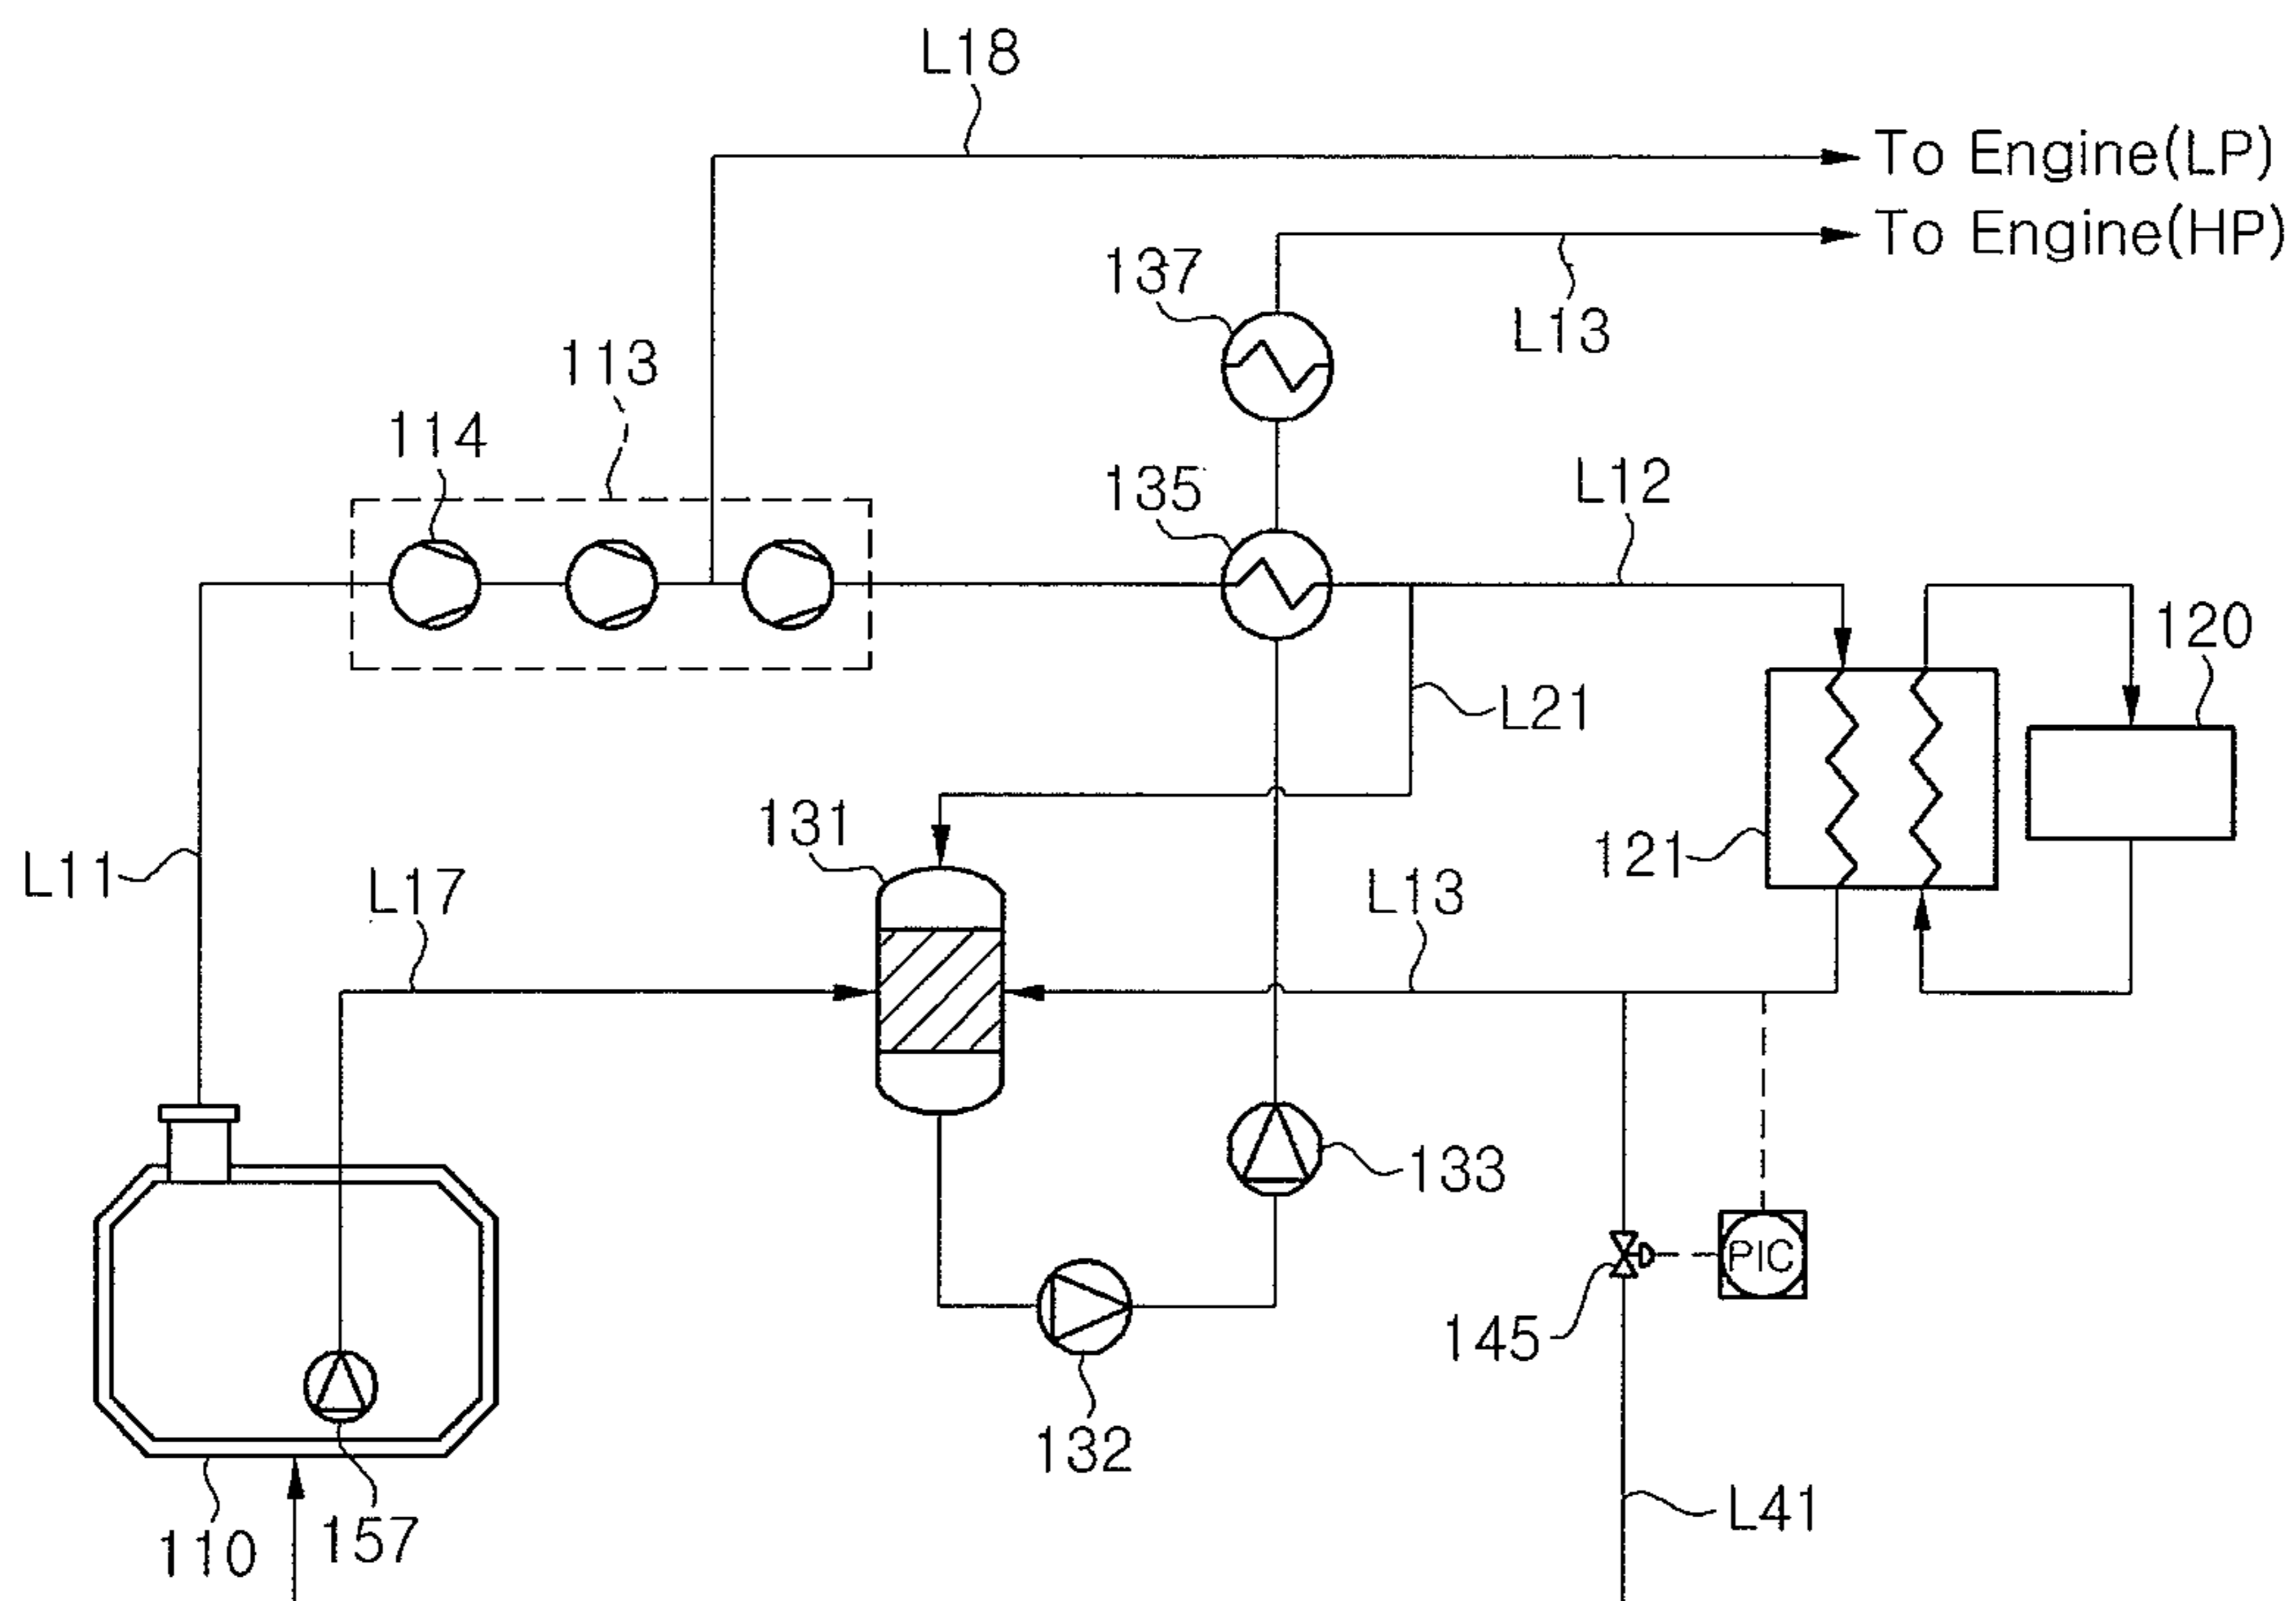 L18
To Engine(LP)
To Engine(HP)
137
L13
113
114
135
L12
120
L21
131
121
L11
L17
L13
133
PIC
145
132
L41
157
110